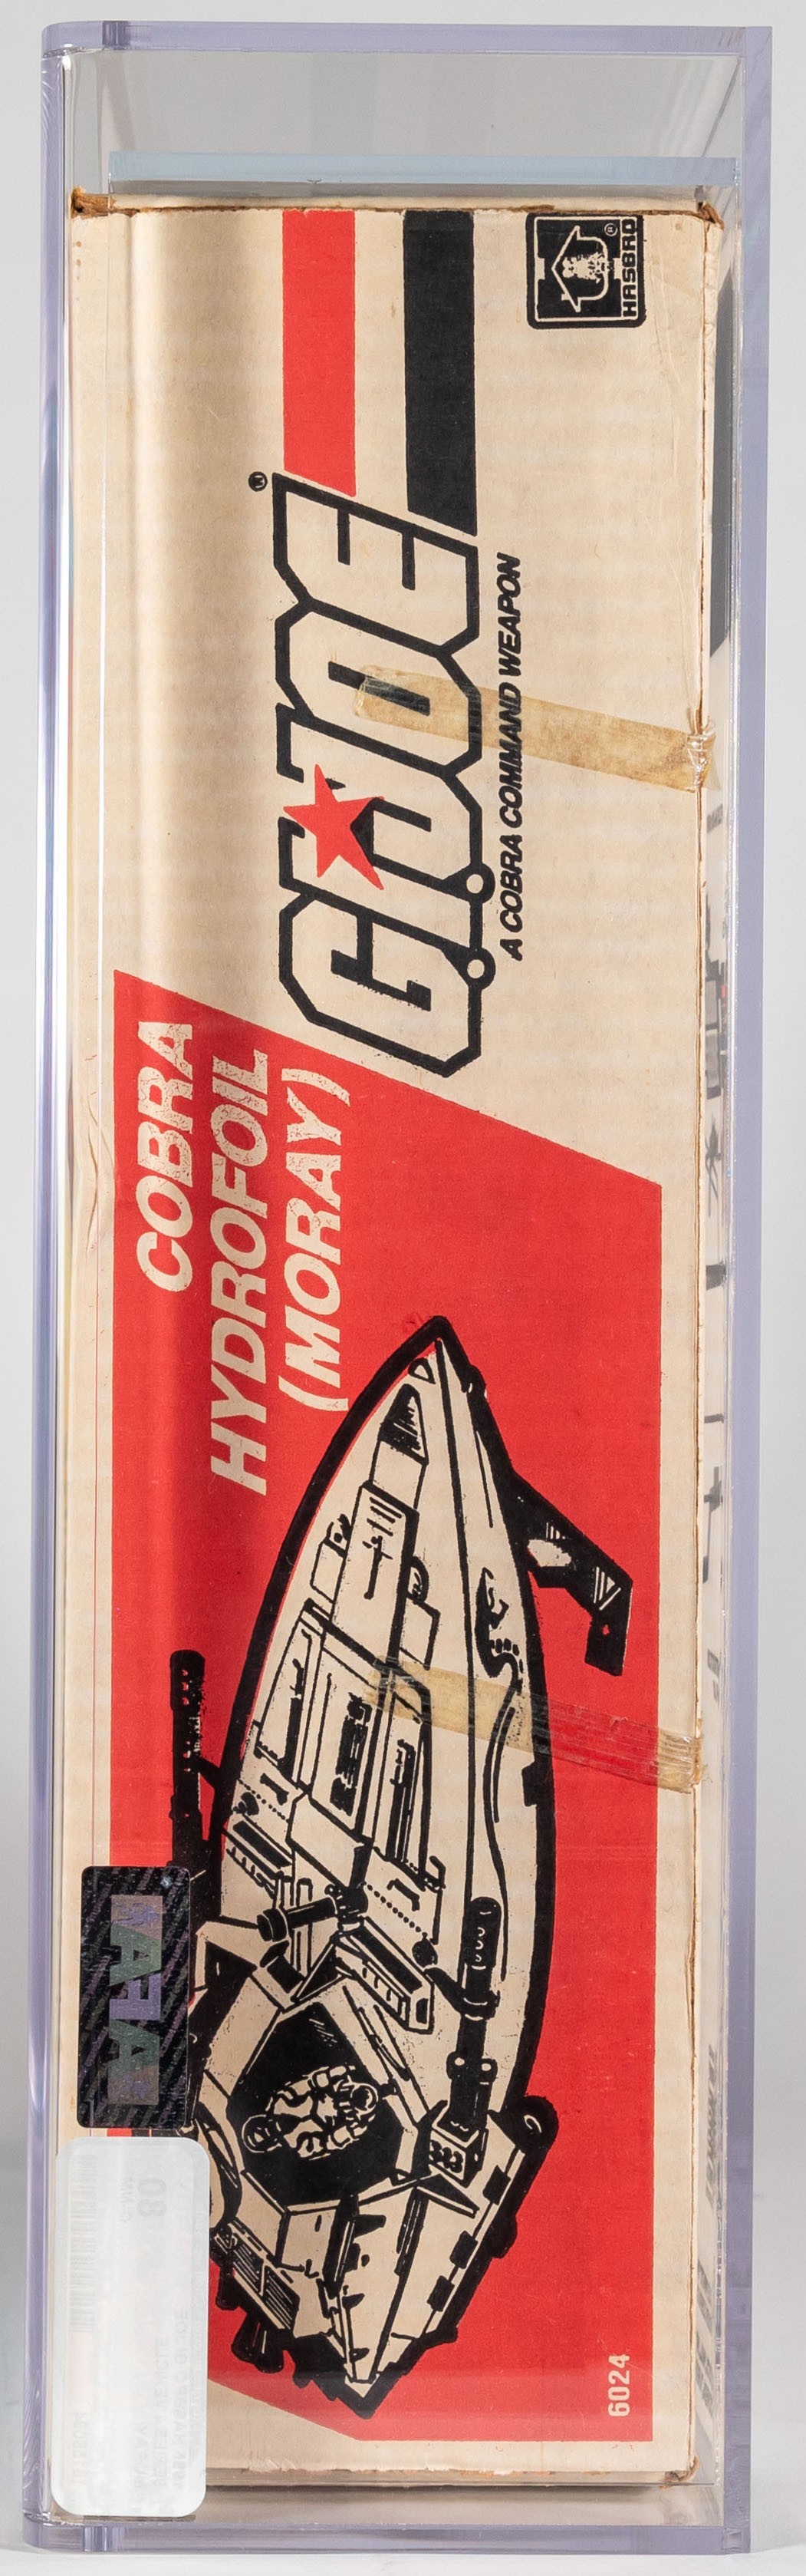 HASBRO
®
G.I. JOE
®
A COBRA COMMAND WEAPON
COBRA
HYDROFOIL
(MORAY)
6024
AFA
80